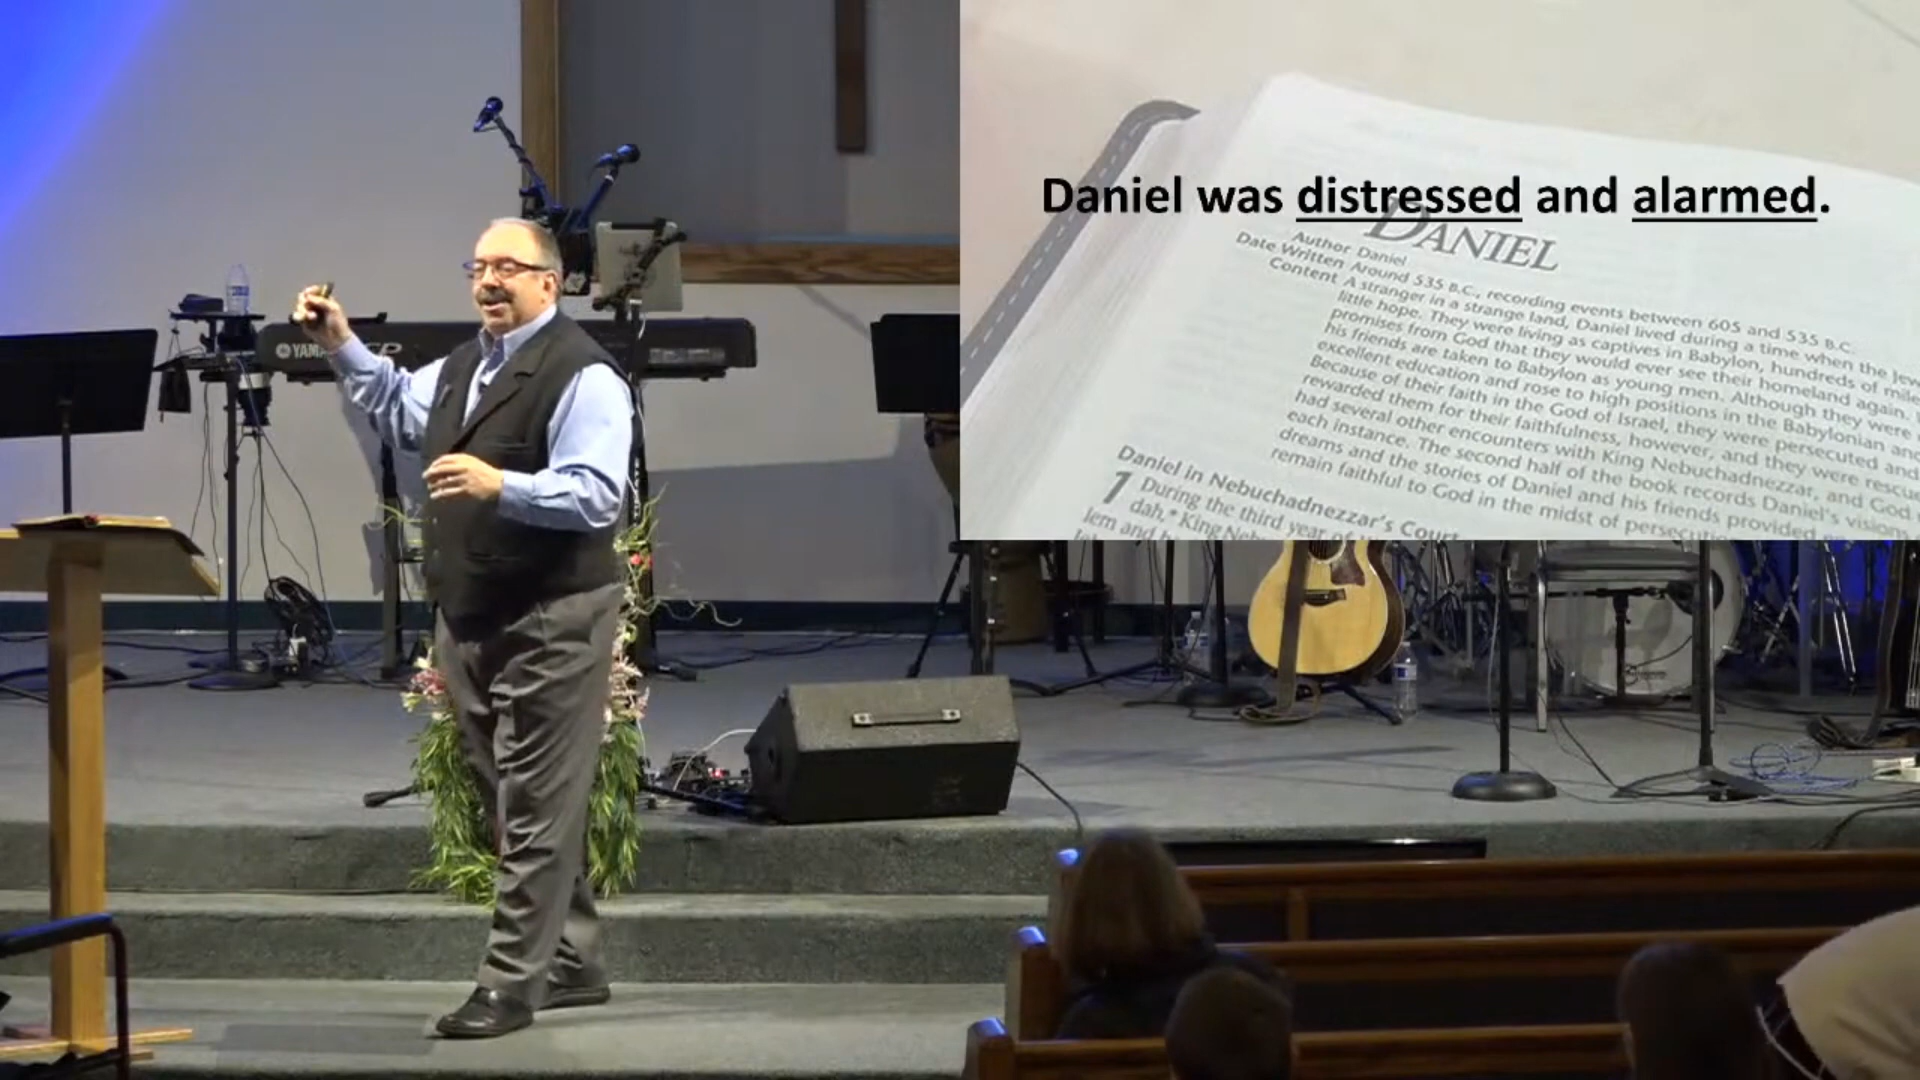 Daniel was distressed and alarmed.
DANIEL
Author Daniel
Date Written Around 535 B.C., recording events between 605 and 535 B.C.
Content A stranger in a strange land, Daniel lived during a time when the Jew
little hope. They were living as captives in Babylon, hundreds of mile
promises from God that they would ever see their homeland again.
his friends are taken to Babylon as young men. Although they were
excellent education and rose to high positions in the Babylonian and
Because of their faith in the God of Israel, they were persecuted and
rewarded them for their faithfulness, however, and they were rescu
had several other encounters with King Nebuchadnezzar, and God
each instance. The second half of the book records Daniel's vision
dreams and the stories of Daniel and his friends provided
remain faithful to God in the midst of persecutio
Daniel in Nebuchadnezzar's Court
1 During the third year of
dah,* King Neb
lem and
YAM CP